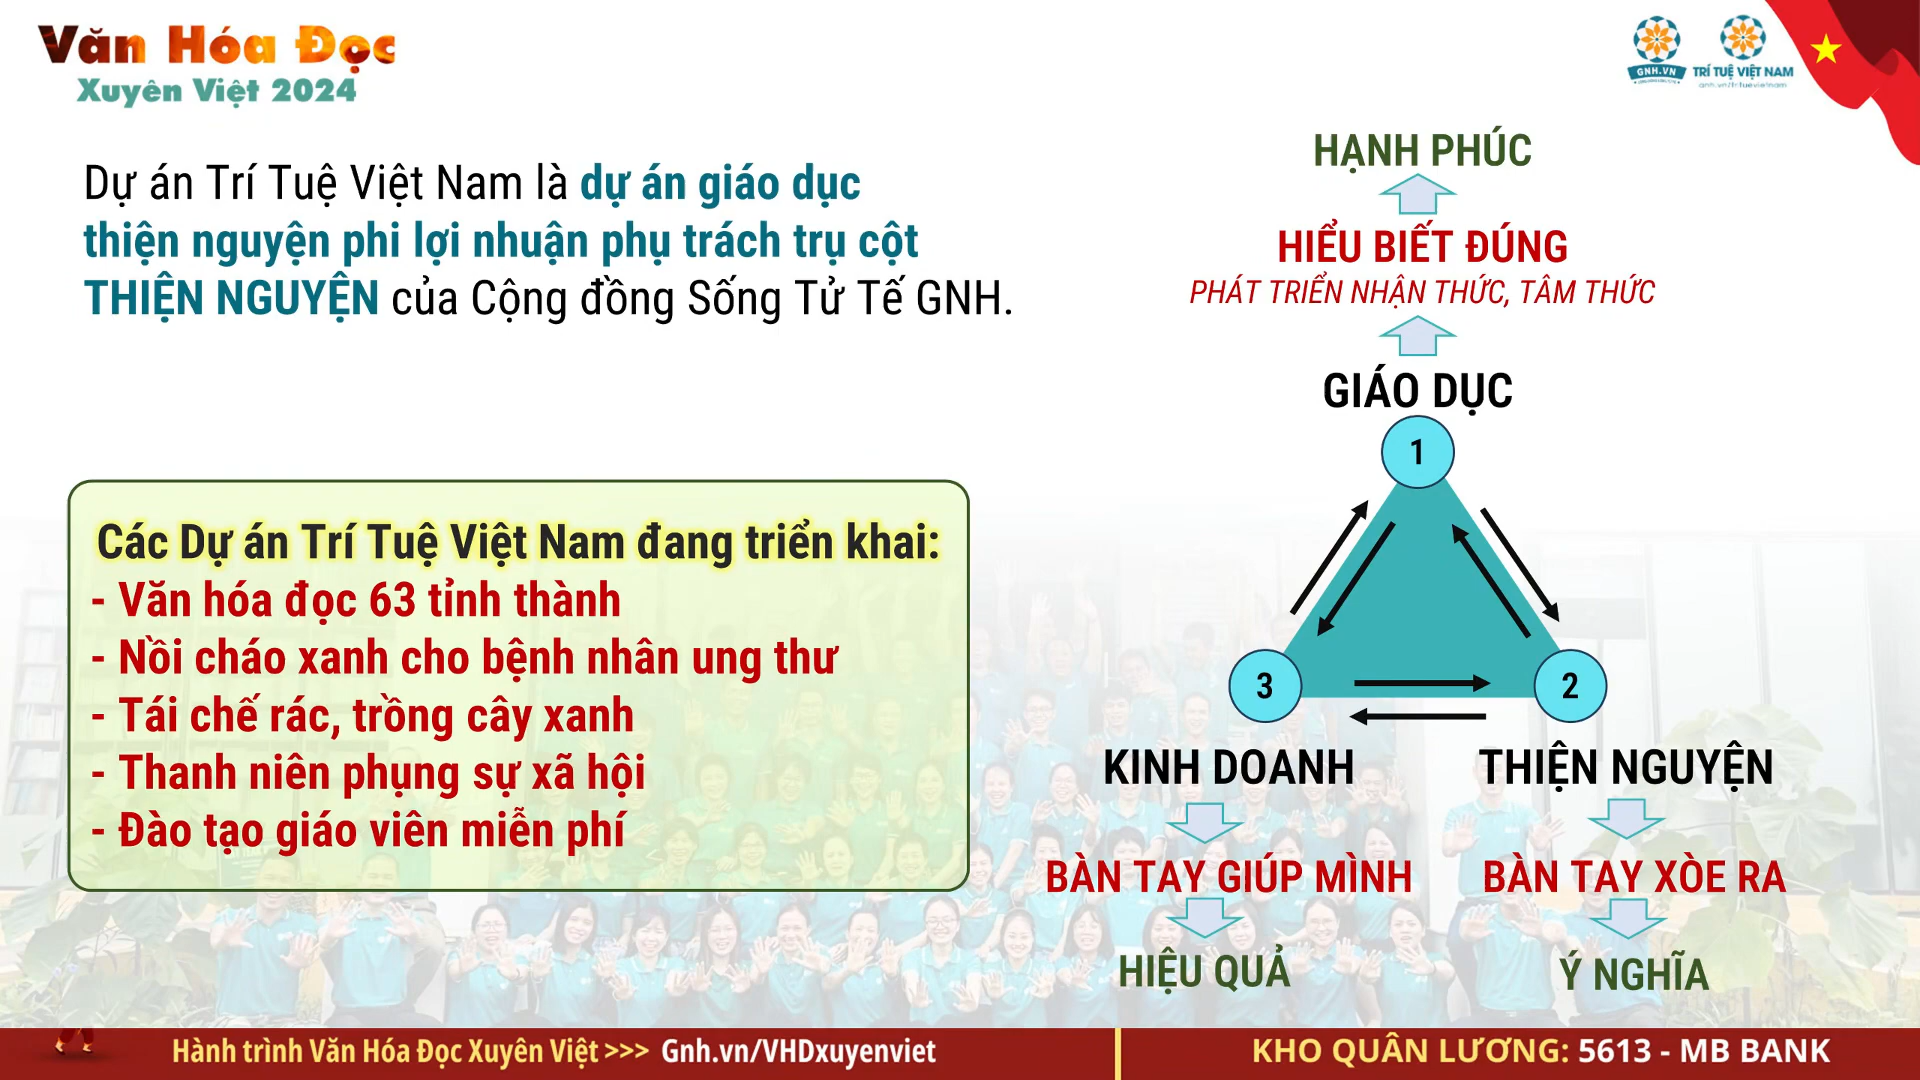 Văn Hóa Đọc
Xuyên Việt 2024
GNH.VN
TRÍ TUỆ VIỆT NAM
gnh.vn/trituevietnam
Dự án Trí Tuệ Việt Nam là dự án giáo dục
thiện nguyện phi lợi nhuận phụ trách trụ cột
THIỆN NGUYỆN của Cộng đồng Sống Tử Tế GNH.
Các Dự án Trí Tuệ Việt Nam đang triển khai:
- Văn hóa đọc 63 tỉnh thành
- Nồi cháo xanh cho bệnh nhân ung thư
- Tái chế rác, trồng cây xanh
- Thanh niên phụng sự xã hội
- Đào tạo giáo viên miễn phí
HẠNH PHÚC
HIỂU BIẾT ĐÚNG
PHÁT TRIỂN NHẬN THỨC, TÂM THỨC
GIÁO DỤC
1
3
2
KINH DOANH
THIỆN NGUYỆN
BÀN TAY GIÚP MÌNH
BÀN TAY XÒE RA
HIỆU QUẢ
Ý NGHĨA
Hành trình Văn Hóa Đọc Xuyên Việt >>> Gnh.vn/VHDxuyenviet
KHO QUÂN LƯƠNG: 5613 - MB BANK